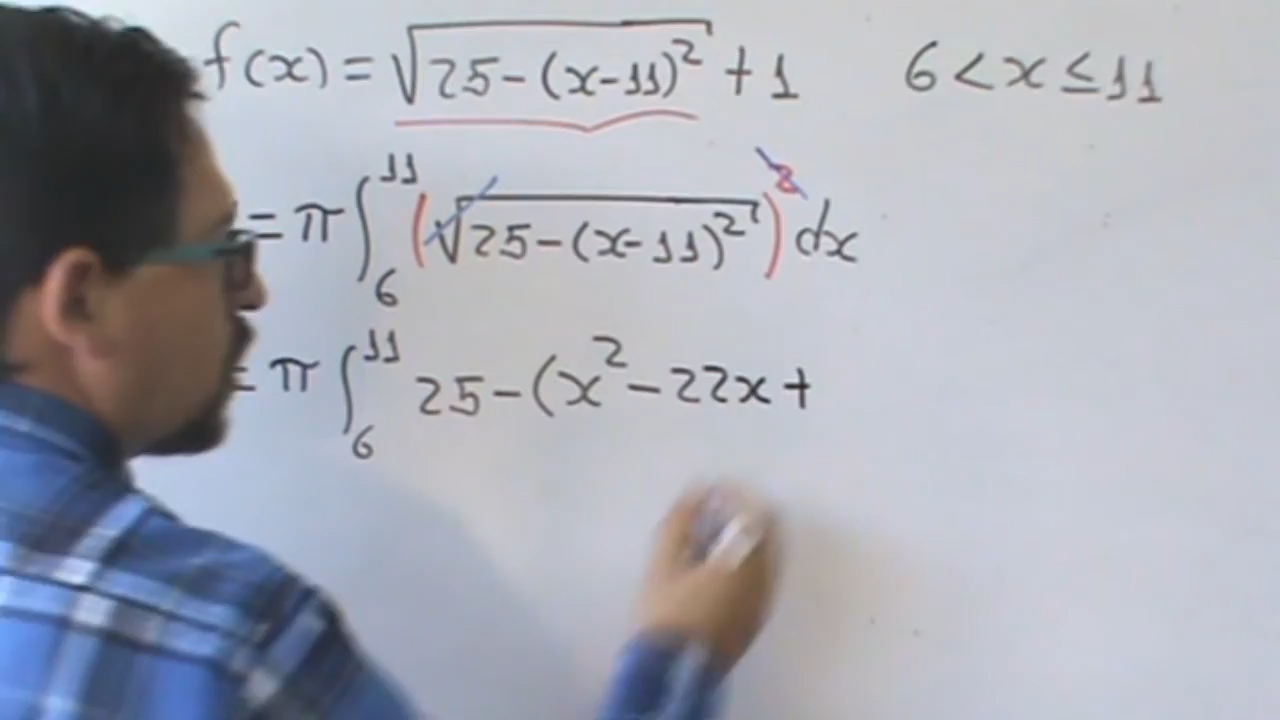 f(x) = √25-(x-11)² + 1 6 < x ≤ 11
= π ∫₆¹¹ (√25-(x-11)²)² dx
= π ∫₆¹¹ 25-(x²-22x+